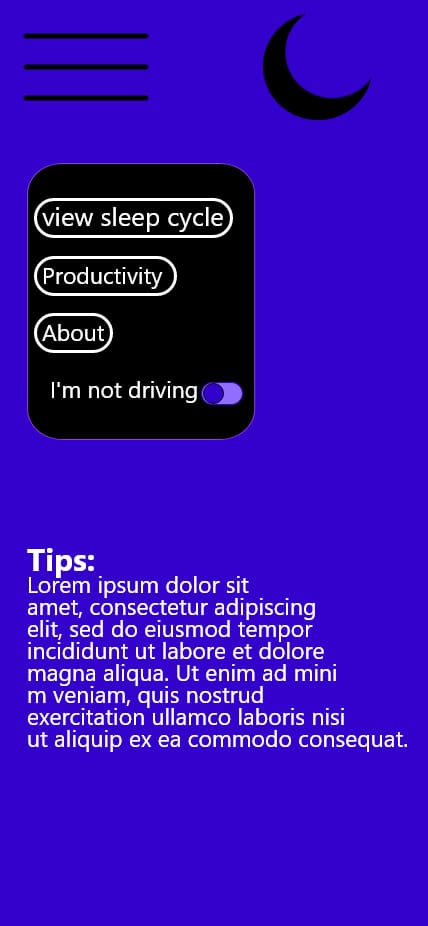 view sleep cycle
Productivity
About
I'm not driving
Tips:
Lorem ipsum dolor sit
amet, consectetur adipiscing
elit, sed do eiusmod tempor
incididunt ut labore et dolore
magna aliqua. Ut enim ad mini
m veniam, quis nostrud
exercitation ullamco laboris nisi
ut aliquip ex ea commodo consequat.